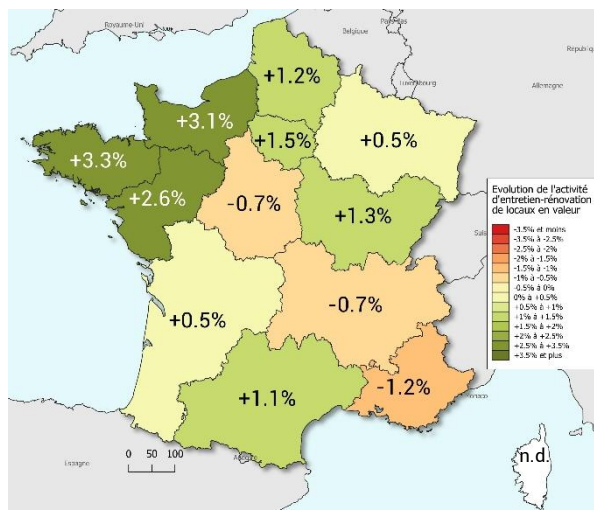 Royaume-Uni
Belgique
Pays-Bas
Luxembourg
Allemagne
+1.2%
+3.1%
+3.3%
+1.5%
+0.5%
+2.6%
-0.7%
+1.3%
+0.5%
-0.7%
+1.1%
-1.2%
n.d.
Espagne
0 50 100
Evolution de l'activité
d'entretien-rénovation
de locaux en valeur
-3.5% et moins
-3.5% à -2.5%
-2.5% à -2%
-2% à -1.5%
-1.5% à -1%
-1% à -0.5%
-0.5% à 0%
0% à +0.5%
+0.5% à +1%
+1% à +1.5%
+1.5% à +2%
+2% à +2.5%
+2.5% à +3.5%
+3.5% et plus